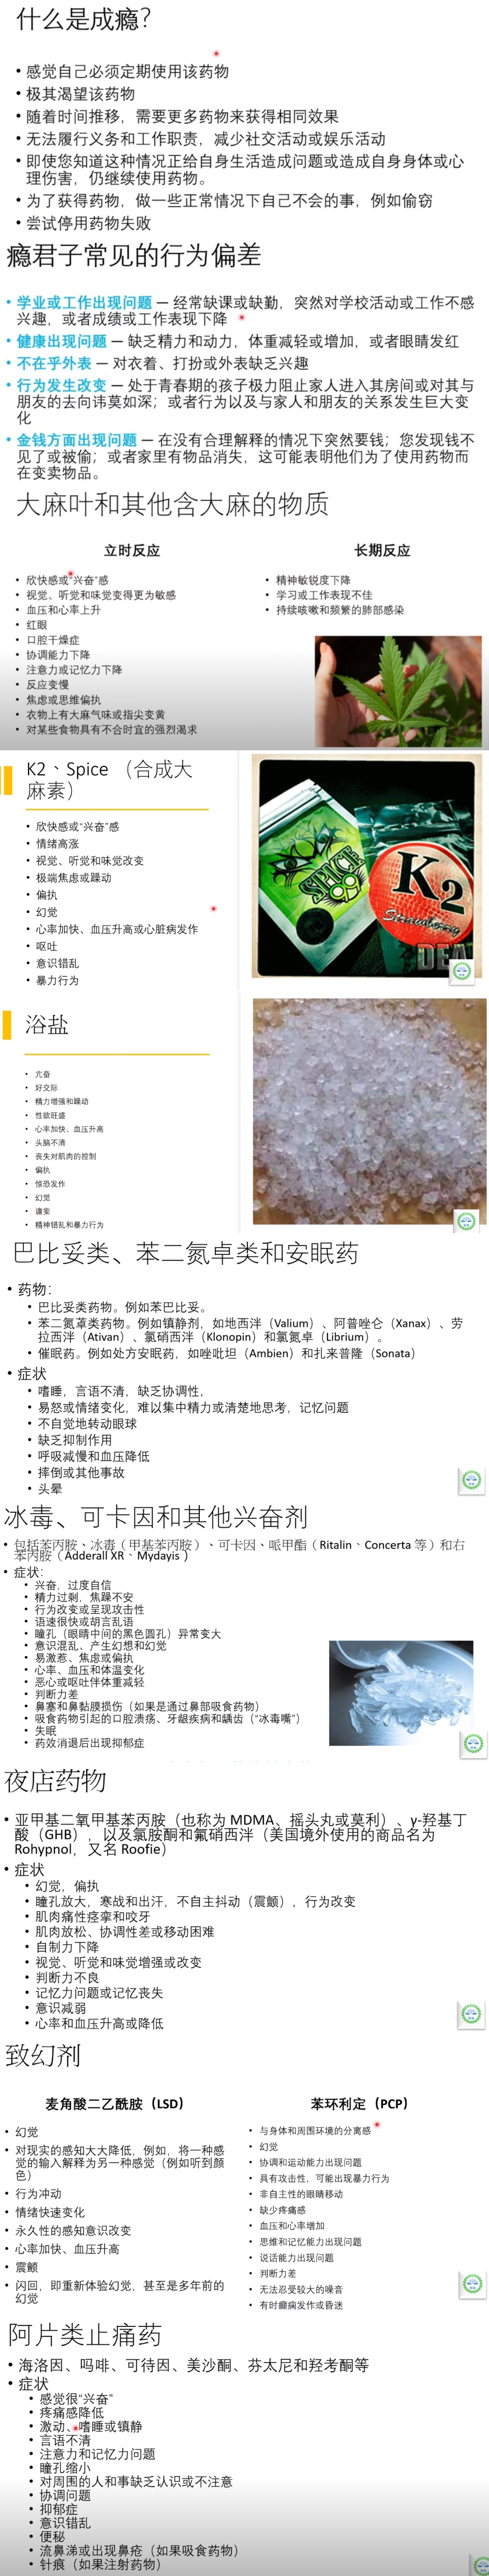 什么是成瘾?
• 感觉自己必须定期使用该药物
• 极其渴望该药物
• 随着时间推移，需要更多药物来获得相同效果
• 无法履行义务和工作职责，减少社交活动或娱乐活动
• 即使您知道这种情况正给自身生活造成问题或造成自身身体或心
理伤害，仍继续使用药物。
• 为了获得药物，做一些正常情况下自己不会的事，例如偷窃
• 尝试停用药物失败
瘾君子常见的行为偏差
• 学业或工作出现问题 — 经常缺课或缺勤，突然对学校活动或工作不感
兴趣，或者成绩或工作表现下降
• 健康出现问题 — 缺乏精力和动力，体重减轻或增加，或者眼睛发红
• 不在乎外表 — 对衣着、打扮或外表缺乏兴趣
• 行为发生改变 — 处于青春期的孩子极力阻止家人进入其房间或对其与
朋友的去向讳莫如深；或者行为以及与家人和朋友的关系发生巨大变
化
• 金钱方面出现问题 — 在没有合理解释的情况下突然要钱；您发现钱不
见了或被偷；或者家里有物品消失，这可能表明他们为了使用药物而
在变卖物品。
大麻叶和其他含大麻的物质
立时反应
• 欣快感或“兴奋”感
• 视觉、听觉和味觉变得更为敏感
• 血压和心率上升
• 红眼
• 口腔干燥症
• 协调能力下降
• 注意力或记忆力下降
• 反应变慢
• 焦虑或思维偏执
• 衣物上有大麻气味或指尖变黄
• 对某些食物具有不合时宜的强烈渴求
长期反应
• 精神敏锐度下降
• 学习或工作表现不佳
• 持续咳嗽和频繁的肺部感染
K2、Spice （合成大
麻素）
• 欣快感或“兴奋”感
• 情绪高涨
• 视觉、听觉和味觉改变
• 极端焦虑或躁动
• 偏执
• 幻觉
• 心率加快、血压升高或心脏病发作
• 呕吐
• 意识错乱
• 暴力行为
SPICE
K2
Strawberry
DEA
浴盐
• 亢奋
• 好交际
• 精力增强和躁动
• 性欲旺盛
• 心率加快、血压升高
• 头脑不清
• 丧失对肌肉的控制
• 偏执
• 惊恐发作
• 幻觉
• 谵妄
• 精神错乱和暴力行为
巴比妥类、苯二氮卓类和安眠药
• 药物：
• 巴比妥类药物。例如苯巴比妥。
• 苯二氮䓬类药物。例如镇静剂，如地西泮（Valium）、阿普唑仑（Xanax）、劳
拉西泮（Ativan）、氯硝西泮（Klonopin）和氯氮卓（Librium）。
• 催眠药。例如处方安眠药，如唑吡坦（Ambien）和扎来普隆（Sonata）
• 症状
• 嗜睡，言语不清，缺乏协调性，
• 易怒或情绪变化，难以集中精力或清楚地思考，记忆问题
• 不自觉地转动眼球
• 缺乏抑制作用
• 呼吸减慢和血压降低
• 摔倒或其他事故
• 头晕
冰毒、可卡因和其他兴奋剂
• 包括苯丙胺、冰毒（甲基苯丙胺）、可卡因、哌甲酯（Ritalin、Concerta 等）和右
苯丙胺（Adderall XR、Mydayis）
• 症状：
• 兴奋，过度自信
• 精力过剩，焦躁不安
• 行为改变或呈现攻击性
• 语速很快或胡言乱语
• 瞳孔（眼睛中间的黑色圆孔）异常变大
• 意识混乱、产生幻想和幻觉
• 易激惹、焦虑或偏执
• 心率、血压和体温变化
• 恶心或呕吐伴体重减轻
• 判断力差
• 鼻塞和鼻黏膜损伤（如果是通过鼻部吸食药物）
• 吸食药物引起的口腔溃疡、牙龈疾病和龋齿（“冰毒嘴”）
• 失眠
• 药效消退后出现抑郁症
夜店药物
• 亚甲基二氧甲基苯丙胺（也称为 MDMA、摇头丸或莫利）、γ-羟基丁
酸（GHB），以及氯胺酮和氟硝西泮（美国境外使用的商品名为
Rohypnol，又名 Roofie）
• 症状
• 幻觉，偏执
• 瞳孔放大，寒战和出汗，不自主抖动（震颤），行为改变
• 肌肉痛性痉挛和咬牙
• 肌肉放松、协调性差或移动困难
• 自制力下降
• 视觉、听觉和味觉增强或改变
• 判断力不良
• 记忆力问题或记忆丧失
• 意识减弱
• 心率和血压升高或降低
致幻剂
麦角酸二乙酰胺（LSD）
• 幻觉
• 对现实的感知大大降低，例如，将一种感
觉的输入解释为另一种感觉（例如听到颜
色）
• 行为冲动
• 情绪快速变化
• 永久性的感知意识改变
• 心率加快、血压升高
• 震颤
• 闪回，即重新体验幻觉，甚至是多年前的
幻觉
苯环利定（PCP）
• 与身体和周围环境的分离感
• 幻觉
• 协调和运动能力出现问题
• 具有攻击性，可能出现暴力行为
• 非自主性的眼睛移动
• 缺少疼痛感
• 血压和心率增加
• 思维和记忆能力出现问题
• 说话能力出现问题
• 判断力差
• 无法忍受较大的噪音
• 有时癫痫发作或昏迷
阿片类止痛药
• 海洛因、吗啡、可待因、美沙酮、芬太尼和羟考酮等
• 症状
• 感觉很“兴奋”
• 疼痛感降低
• 激动、嗜睡或镇静
• 言语不清
• 注意力和记忆力问题
• 瞳孔缩小
• 对周围的人和事缺乏认识或不注意
• 协调问题
• 抑郁症
• 意识错乱
• 便秘
• 流鼻涕或出现鼻疮（如果吸食药物）
• 针痕（如果注射药物）